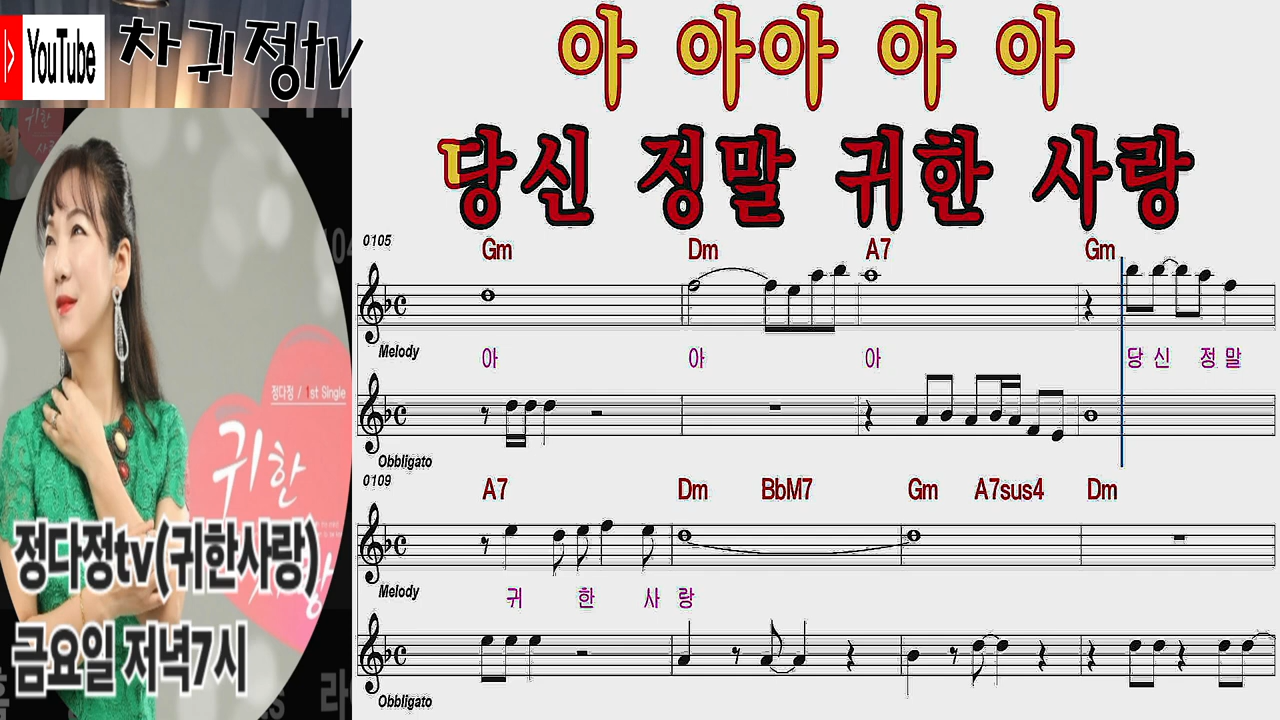 YouTube 차귀정tv
아 아아 아 아
당신 정말 귀한 사랑
0105
Gm Dm A7 Gm
Melody
아 아 아 당 신 정 말
Obbligato
0109
A7 Dm BbM7 Gm A7sus4 Dm
Melody
귀 한 사 랑
Obbligato
귀한
정다정 / 1st Single
귀한
정다정tv(귀한사랑)
금요일 저녁7시